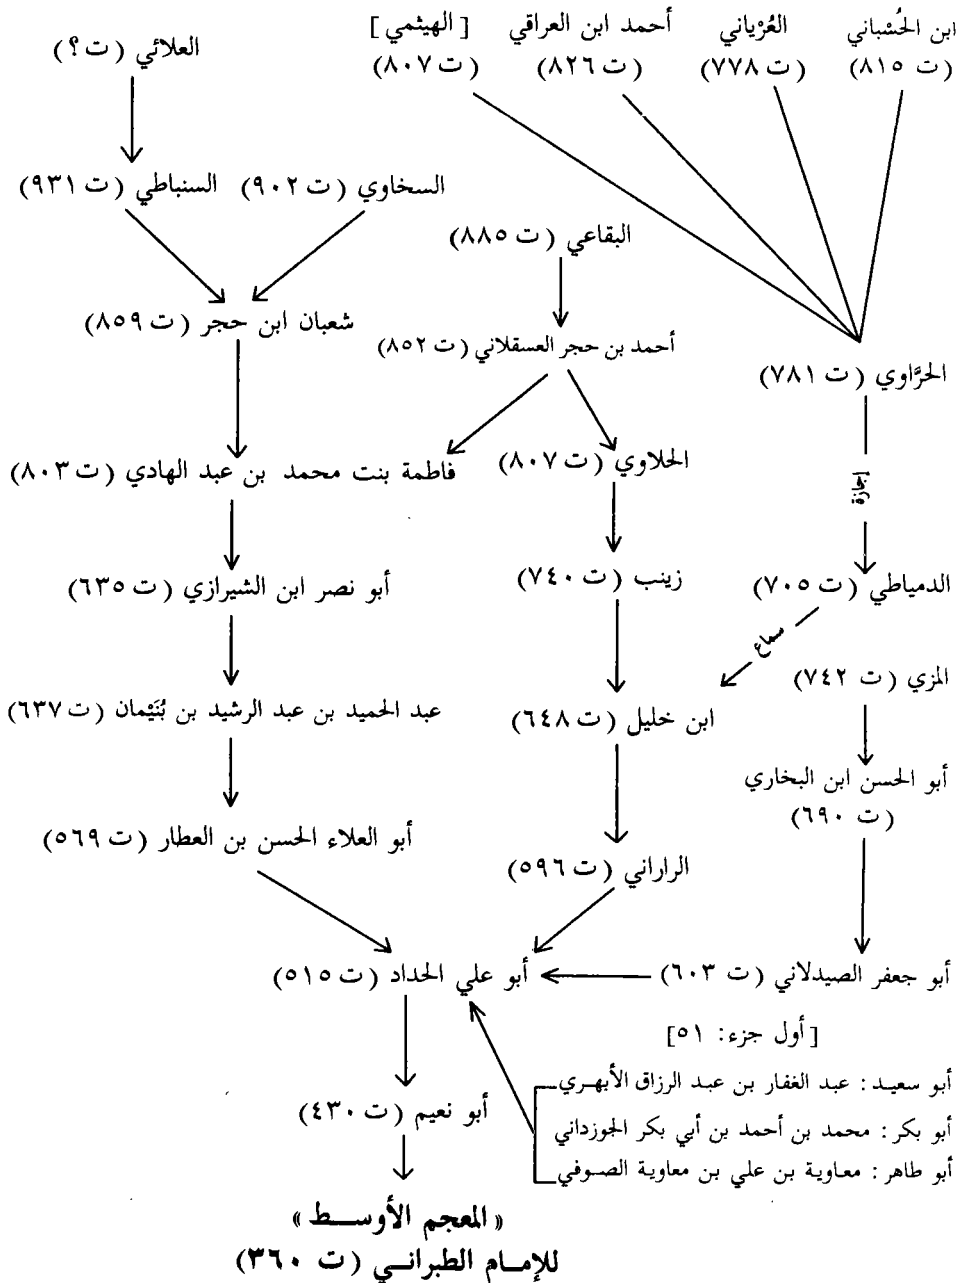 ابن الخُسْباني
(ت ٨١٥)
العُرْياني
(ت ٧٧٨)
أحمد ابن العراقي
(ت ٨٢٦)
[الهيثمي]
(ت ٨٠٧)
العلائي (ت ؟)
السخاوي (ت ٩٠٢)
السنباطي (ت ٩٣١)
البقاعي (ت ٨٨٥)
شعبان ابن حجر (ت ٨٥٩)
أحمد بن حجر العسقلاني (ت ٨٥٢)
الحرَّاوي (ت ٧٨١)
الحلاوي (ت ٨٠٧)
فاطمة بنت محمد بن عبد الهادي (ت ٨٠٣)
إجازة
الدمياطي (ت ٧٠٥)
زينب (ت ٧٤٠)
أبو نصر ابن الشيرازي (ت ٦٣٥)
سماع
المزي (ت ٧٤٢)
ابن خليل (ت ٦٤٨)
عبد الحميد بن عبد الرشيد بن بُنَيْمان (ت ٦٣٧)
أبو الحسن ابن البخاري
(ت ٦٩٠)
أبو العلاء الحسن بن العطار (ت ٥٦٩)
الراراني (ت ٥٩٦)
أبو جعفر الصيدلاني (ت ٦٠٣)
أبو علي الحداد (ت ٥١٥)
[أول جزء: ٥١]
أبو سعيد: عبد الغفار بن عبد الرزاق الأبهري
أبو بكر: محمد بن أحمد بن أبي بكر الجوزداني
أبو طاهر: معاوية بن علي بن معاوية الصوفي
أبو نعيم (ت ٤٣٠)
«المعجم الأوسط»
للإمام الطبراني (ت ٣٦٠)